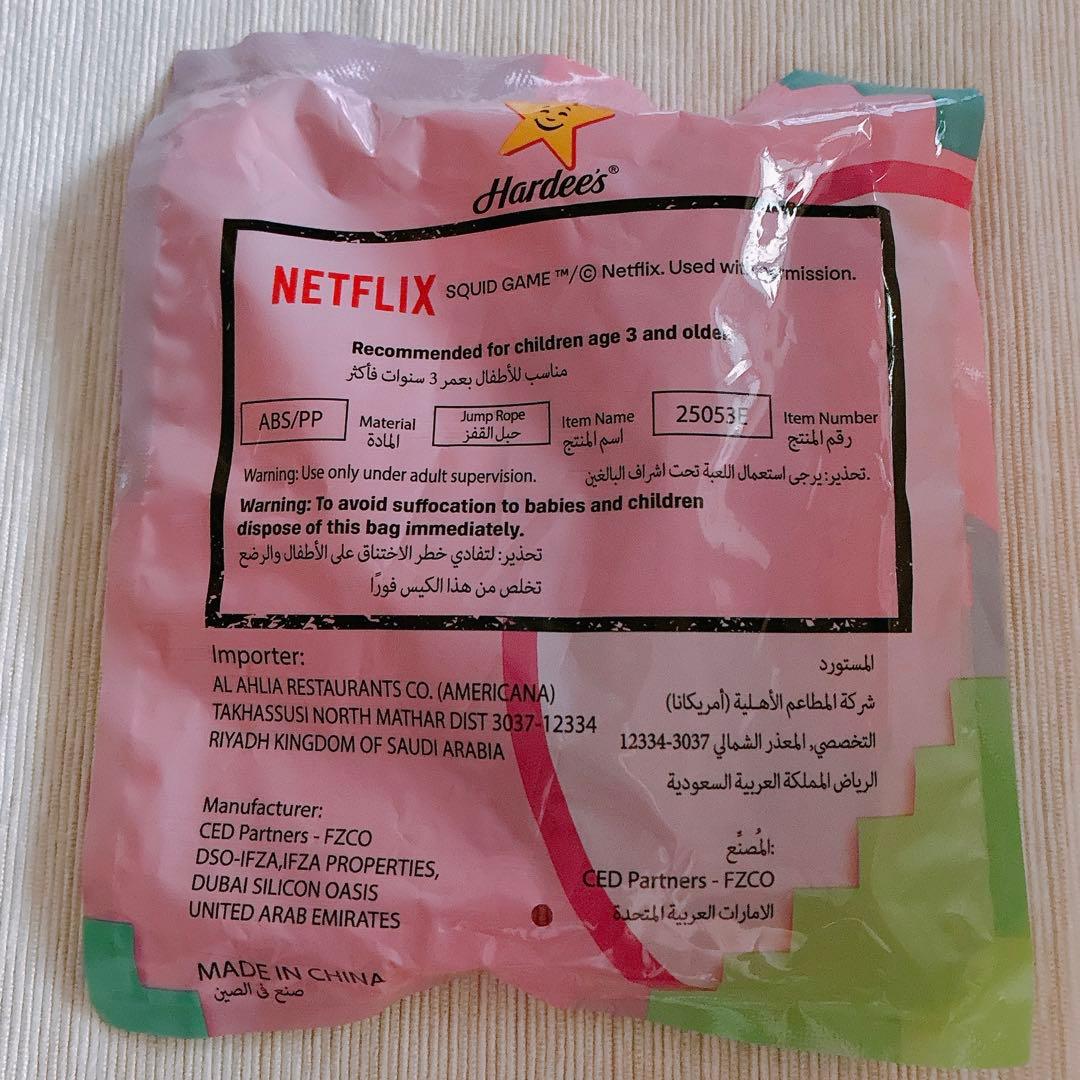 Hardee's®
NETFLIX SQUID GAME ™/© Netflix. Used mission.
Recommended for children age 3 and older
مناسب للأطفال بعمر 3 سنوات فأكثر
ABS/PP
Material
المادة
Jump Rope
حبل القفز
Item Name
اسم المنتج
25053E
Item Number
رقم المنتج
Warning: Use only under adult supervision.
تحذير: يرجى استعمال اللعبة تحت اشراف البالغين.
Warning: To avoid suffocation to babies and children
dispose of this bag immediately.
تحذير: لتفادي خطر الاختناق على الأطفال والرضع
تخلص من هذا الكيس فورًا
Importer:
AL AHLIA RESTAURANTS CO. (AMERICANA)
TAKHASSUSI NORTH MATHAR DIST 3037-12334
RIYADH KINGDOM OF SAUDI ARABIA
المستورد
شركة المطاعم الأهلية (أمريكانا)
التخصصي, المعذر الشمالي 3037-12334
الرياض المملكة العربية السعودية
Manufacturer:
CED Partners - FZCO
DSO-IFZA,IFZA PROPERTIES,
DUBAI SILICON OASIS
UNITED ARAB EMIRATES
المُصنَّع:
CED Partners - FZCO
الامارات العربية المتحدة
MADE IN CHINA
صنع في الصين